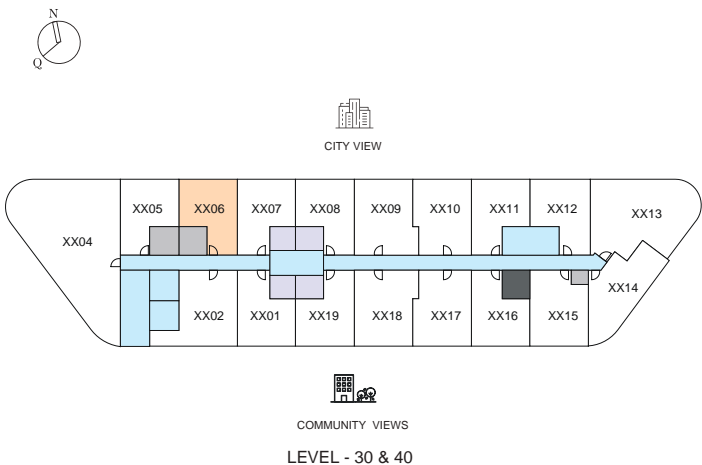 N
Q
CITY VIEW
XX05 XX06 XX07 XX08 XX09 XX10 XX11 XX12
XX13
XX04
XX14
XX02 XX01 XX19 XX18 XX17 XX16 XX15
COMMUNITY VIEWS
LEVEL - 30 & 40